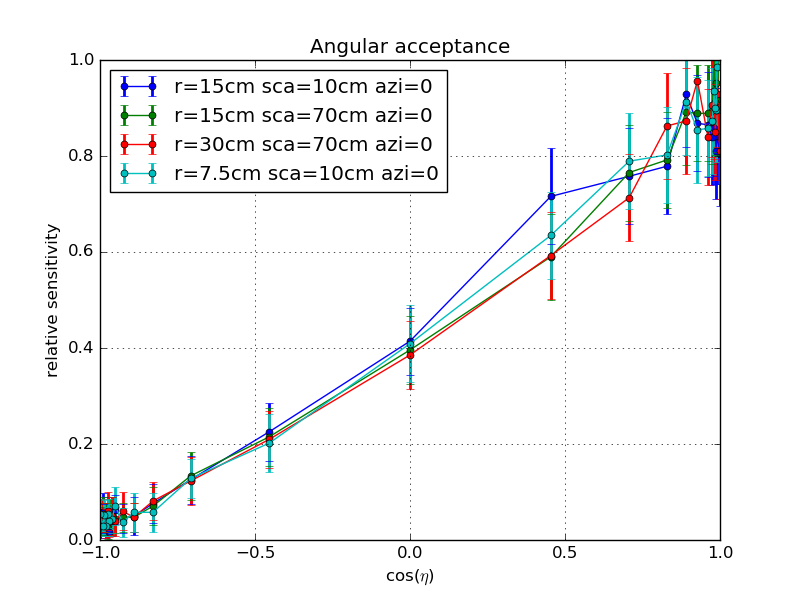 Angular acceptance
1.0
0.8
0.6
0.4
0.2
0.0
relative sensitivity
r=15cm sca=10cm azi=0
r=15cm sca=70cm azi=0
r=30cm sca=70cm azi=0
r=7.5cm sca=10cm azi=0
−1.0 −0.5 0.0 0.5 1.0
cos(η)